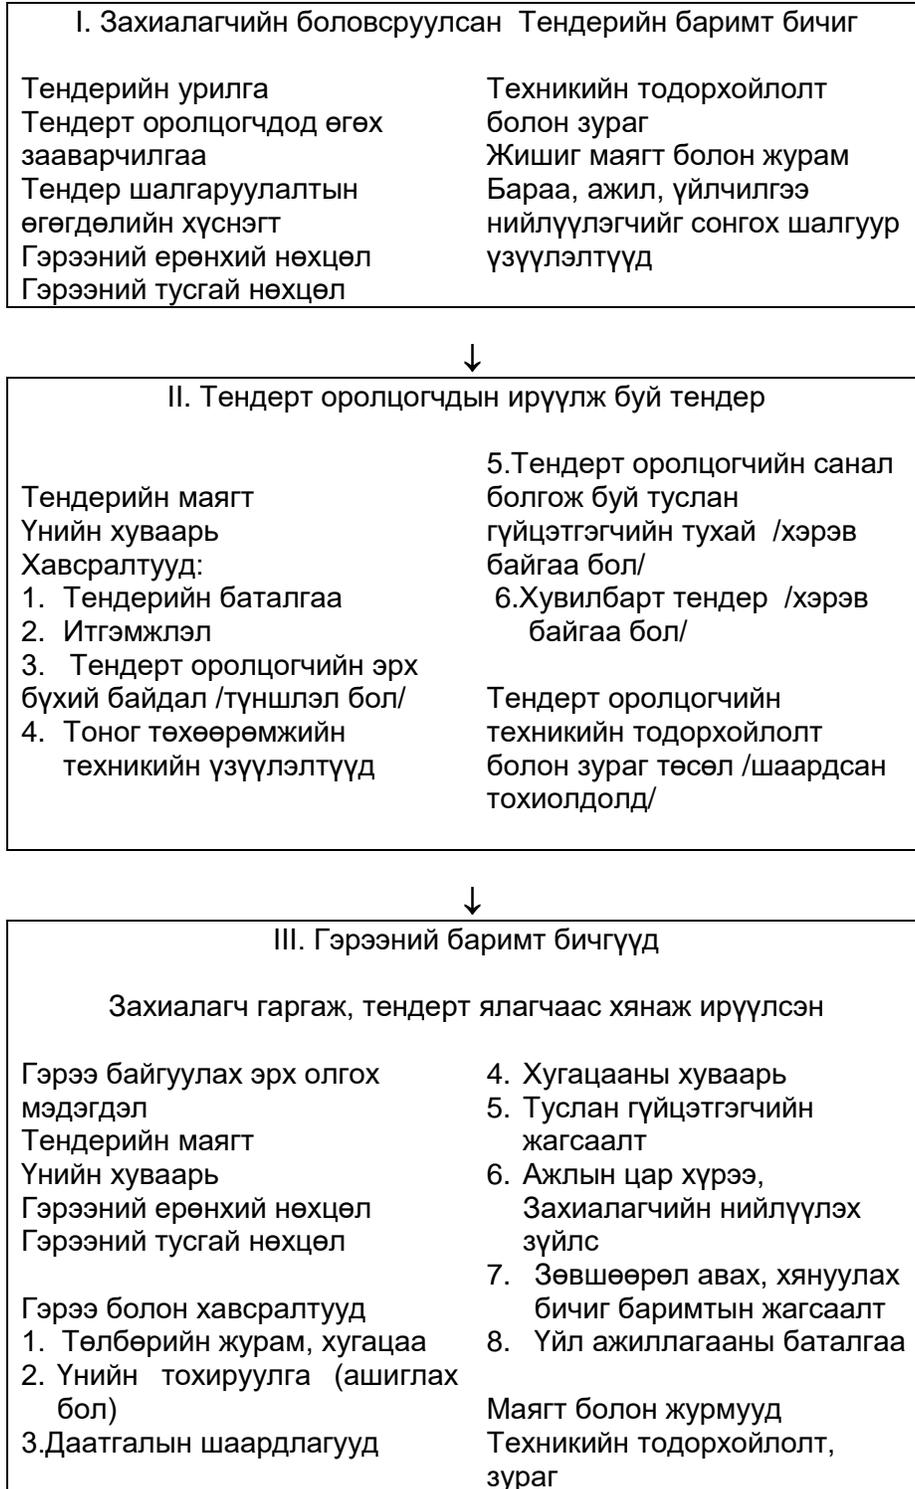 I. Захиалагчийн боловсруулсан Тендерийн баримт бичиг
Тендерийн урилга
Тендерт оролцогчдод өгөх
зааварчилгаа
Тендер шалгаруулалтын
өгөгдөлийн хүснэгт
Гэрээний ерөнхий нөхцөл
Гэрээний тусгай нөхцөл
Техникийн тодорхойлолт
болон зураг
Жишиг маягт болон журам
Бараа, ажил, үйлчилгээ
нийлүүлэгчийг сонгох шалгуур
үзүүлэлтүүд
↓
II. Тендерт оролцогчдын ирүүлж буй тендер
Тендерийн маягт
Үнийн хуваарь
Хавсралтууд:
1. Тендерийн баталгаа
2. Итгэмжлэл
3. Тендерт оролцогчийн эрх
бүхий байдал /түншлэл бол/
4. Тоног төхөөрөмжийн
техникийн үзүүлэлтүүд
5.Тендерт оролцогчийн санал
болгож буй туслан
гүйцэтгэгчийн тухай /хэрэв
байгаа бол/
6.Хувилбарт тендер /хэрэв
байгаа бол/
Тендерт оролцогчийн
техникийн тодорхойлолт
болон зураг төсөл /шаардсан
тохиолдолд/
↓
III. Гэрээний баримт бичгүүд
Захиалагч гаргаж, тендерт ялагчаас хянаж ирүүлсэн
Гэрээ байгуулах эрх олгох
мэдэгдэл
Тендерийн маягт
Үнийн хуваарь
Гэрээний ерөнхий нөхцөл
Гэрээний тусгай нөхцөл
Гэрээ болон хавсралтууд
1. Төлбөрийн журам, хугацаа
2. Үнийн тохируулга (ашиглах
бол)
3.Даатгалын шаардлагууд
4. Хугацааны хуваарь
5. Туслан гүйцэтгэгчийн
жагсаалт
6. Ажлын цар хүрээ,
Захиалагчийн нийлүүлэх
зүйлс
7. Зөвшөөрөл авах, хянуулах
бичиг баримтын жагсаалт
8. Үйл ажиллагааны баталгаа
Маягт болон журмууд
Техникийн тодорхойлолт,
зураг